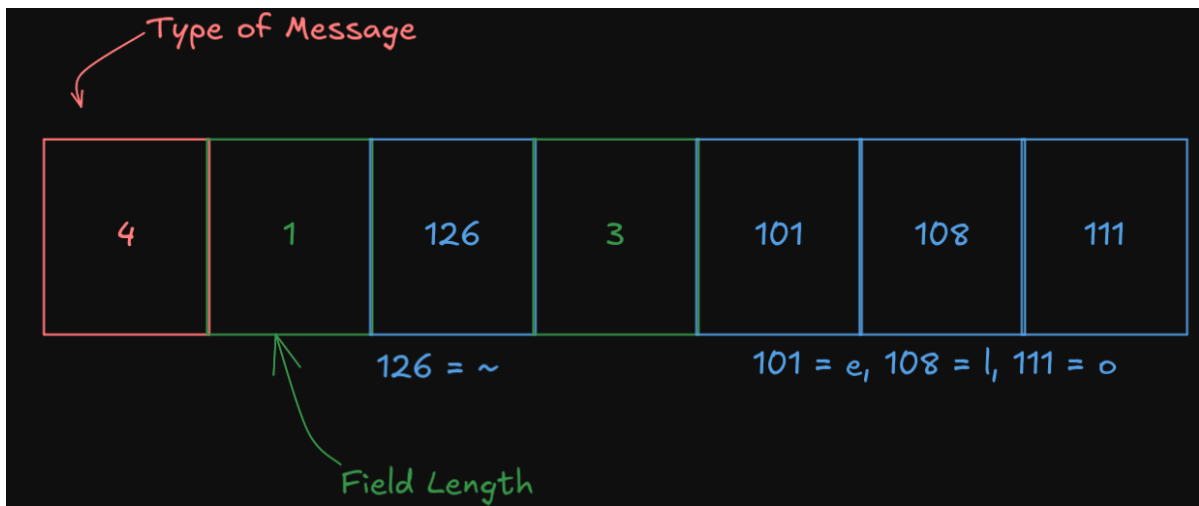 Type of Message
4 1 126 3 101 108 111
126 = ~ 101 = e, 108 = l, 111 = o
Field Length